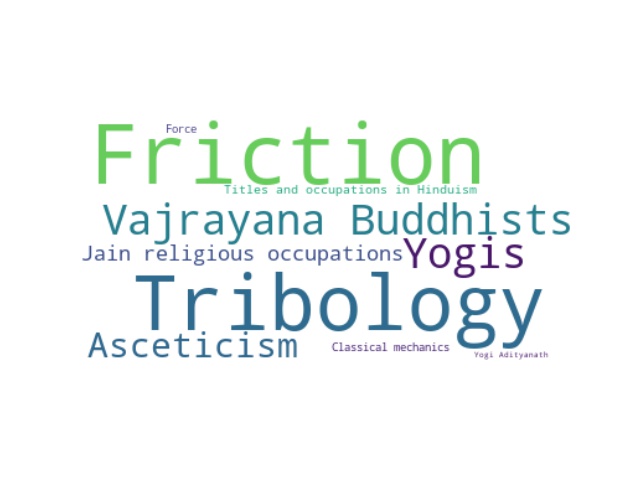 Force
Friction
Titles and occupations in Hinduism
Vajrayana Buddhists
Jain religious occupations
Yogis
Tribology
Asceticism
Classical mechanics
Yogi Adityanath